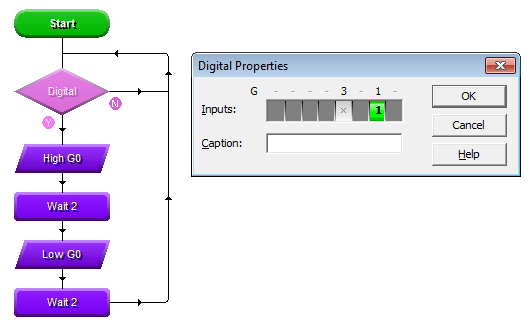 Start
Digital
N
Y
High G0
Wait 2
Low G0
Wait 2
Digital Properties
G - - - - 3 - 1 -
Inputs: × 1
Caption:
OK
Cancel
Help